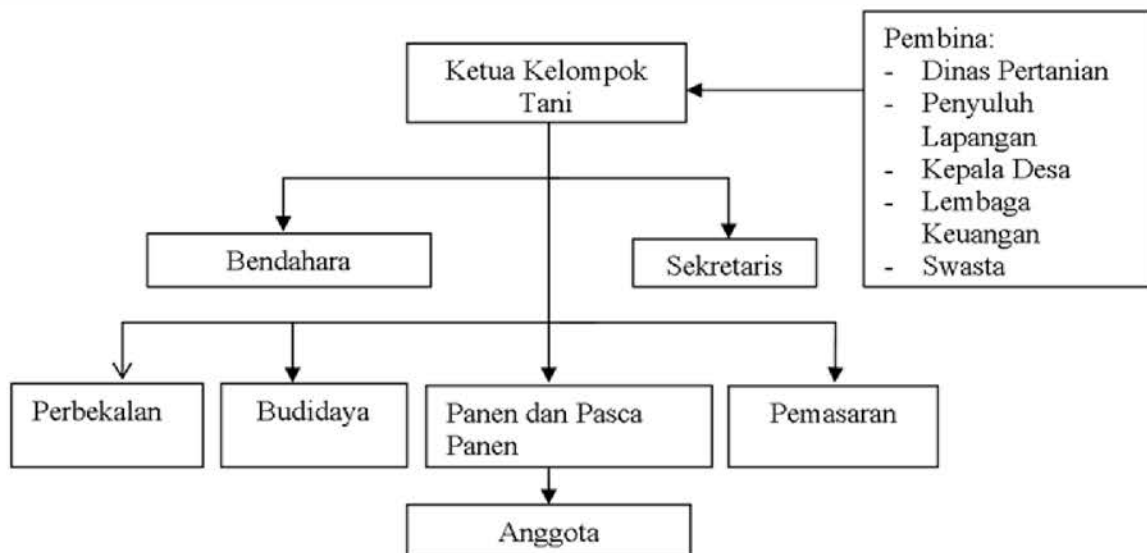 Ketua Kelompok
Tani
Pembina:
- Dinas Pertanian
- Penyuluh
Lapangan
- Kepala Desa
- Lembaga
Keuangan
- Swasta
Bendahara
Sekretaris
Perbekalan
Budidaya
Panen dan Pasca
Panen
Pemasaran
Anggota